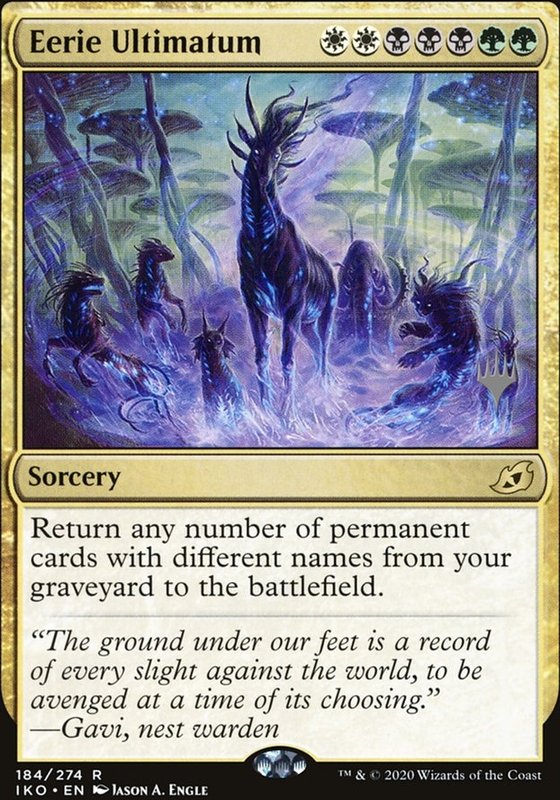 Eerie Ultimatum
Sorcery
Return any number of permanent
cards with different names from your
graveyard to the battlefield.
“The ground under our feet is a record
of every slight against the world, to be
avenged at a time of its choosing.”
—Gavi, nest warden
184/274 R
IKO • EN Jason A. Engle
™ & © 2020 Wizards of the Coast